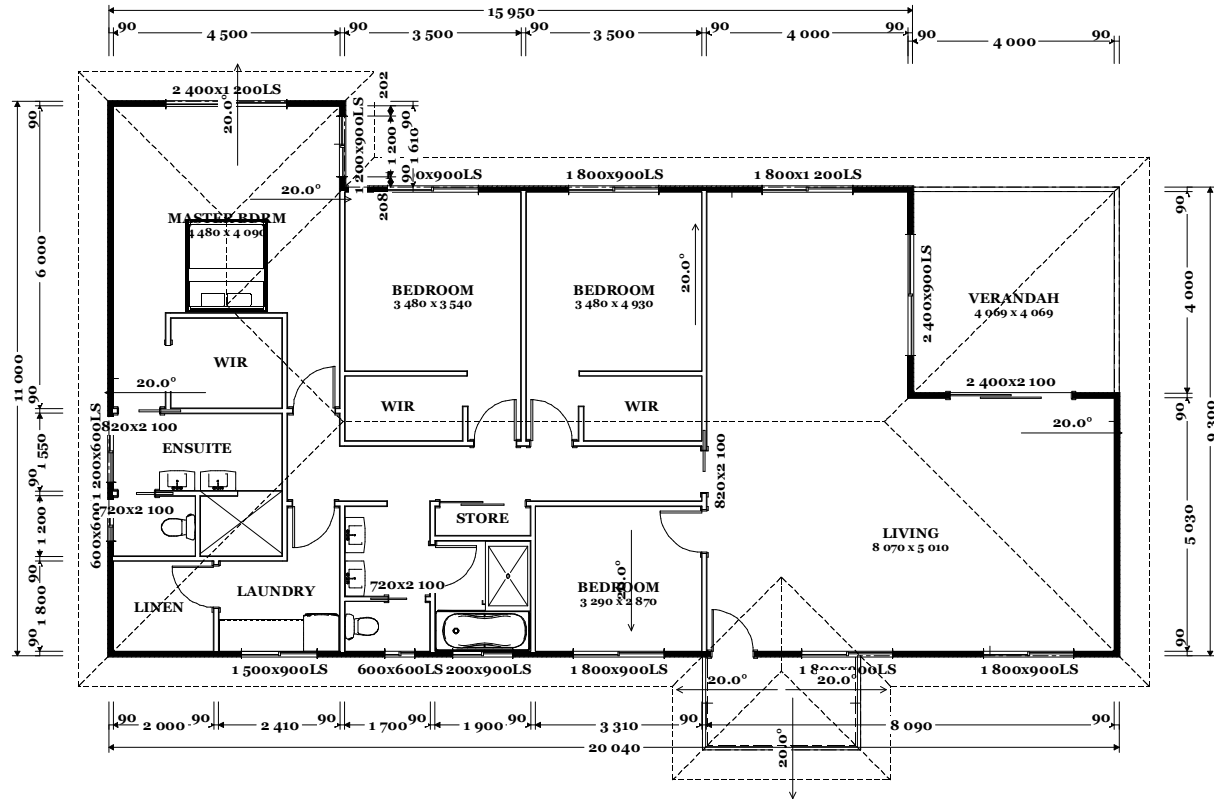 15 950
90 4 500 90 3 500 90 3 500 90 4 000 90
90 4 000 90
2 400x1 200LS
20.0°
202
1 200
208
90
1 610
90
200x900LS
0x900LS
1 800x900LS
1 800x1 200LS
20.0°
MASTER BDRM
4 480 x 4 090
BEDROOM
3 480 x 3 540
BEDROOM
3 480 x 4 930
20.0°
2 400x900LS
VERANDAH
4 069 x 4 069
90
4 000
90
5 030
90
9 300
11 000
90
6 000
90
1 550
90
1 200
90
1 800
90
WIR
20.0°
WIR
WIR
2 400x2 100
20.0°
820x2 100
ENSUITE
1 200x600LS
600x600
720x2 100
820x2 100
STORE
LIVING
8 070 x 5 010
LINEN
LAUNDRY
720x2 100
BEDROOM
3 290 x 2 870
20.0°
1 500x900LS
600x600LS
200x900LS
1 800x900LS
1 800x900LS
1 800x900LS
20.0°
20.0°
20.0°
90 2 000 90 2 410 90 1 700 90 1 900 90 3 310 90 8 090 90
20 040